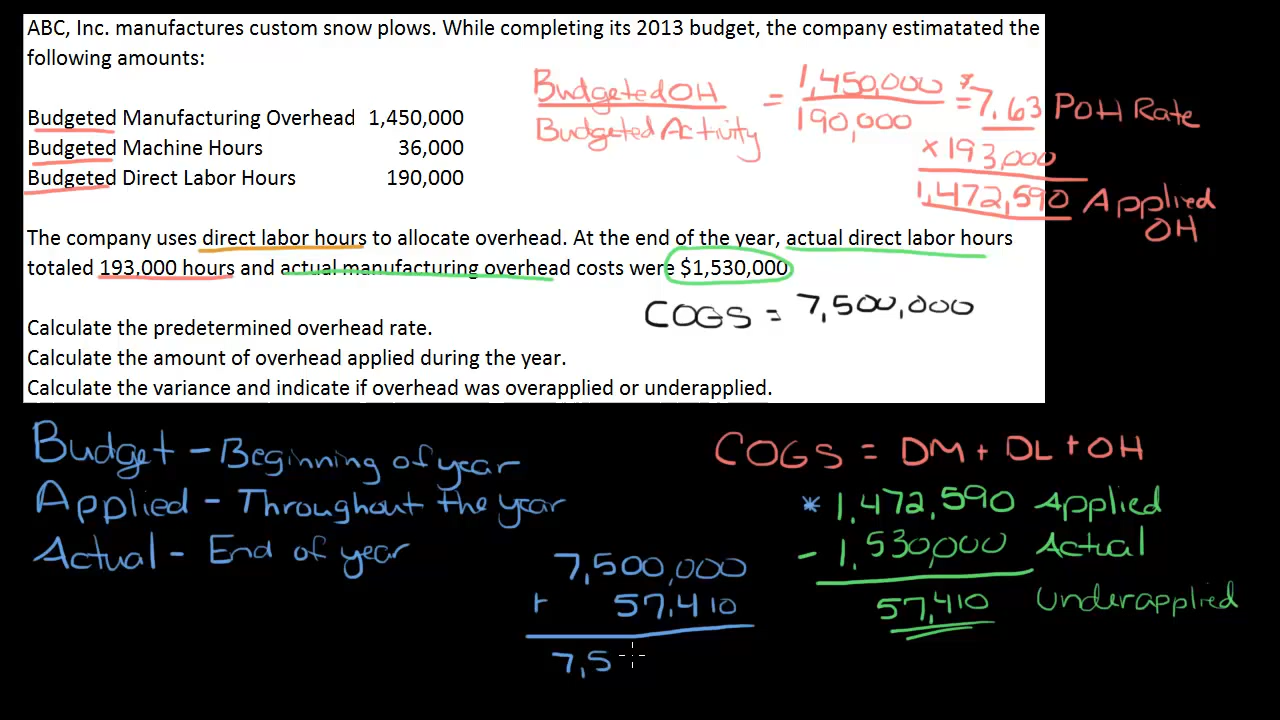 ABC, Inc. manufactures custom snow plows. While completing its 2013 budget, the company estimatated the
following amounts:
Budgeted Manufacturing Overhead 1,450,000
Budgeted Machine Hours 36,000
Budgeted Direct Labor Hours 190,000
Budgeted OH = 1,450,000 = $7.63 POH Rate
Budgeted Activity 190,000
× 193,000
1,472,590 Applied
OH
The company uses direct labor hours to allocate overhead. At the end of the year, actual direct labor hours
totaled 193,000 hours and actual manufacturing overhead costs were $1,530,000
COGS = 7,500,000
Calculate the predetermined overhead rate.
Calculate the amount of overhead applied during the year.
Calculate the variance and indicate if overhead was overapplied or underapplied.
Budget - Beginning of year
Applied - Throughout the year
Actual - End of year
COGS = DM + DL + OH
* 1,472,590 Applied
- 1,530,000 Actual
57,410 Underapplied
7,500,000
+ 57,410
7,5